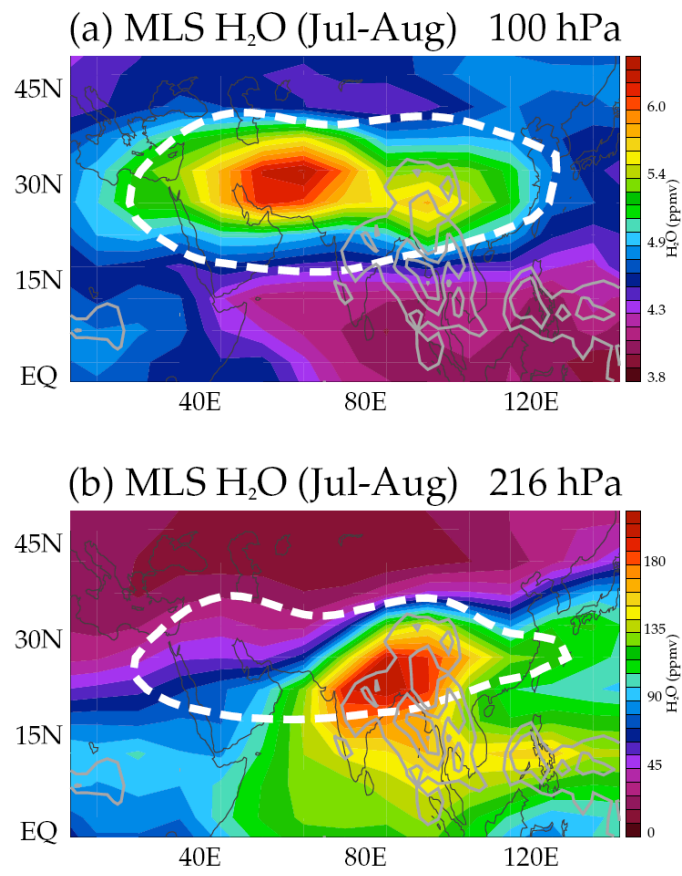 (a) MLS H₂O (Jul-Aug) 100 hPa
45N
30N
15N
EQ
40E 80E 120E
6.0
5.4
4.9
4.3
3.8
H₂O (ppmv)
(b) MLS H₂O (Jul-Aug) 216 hPa
45N
30N
15N
EQ
40E 80E 120E
180
135
90
45
0
H₂O (ppmv)